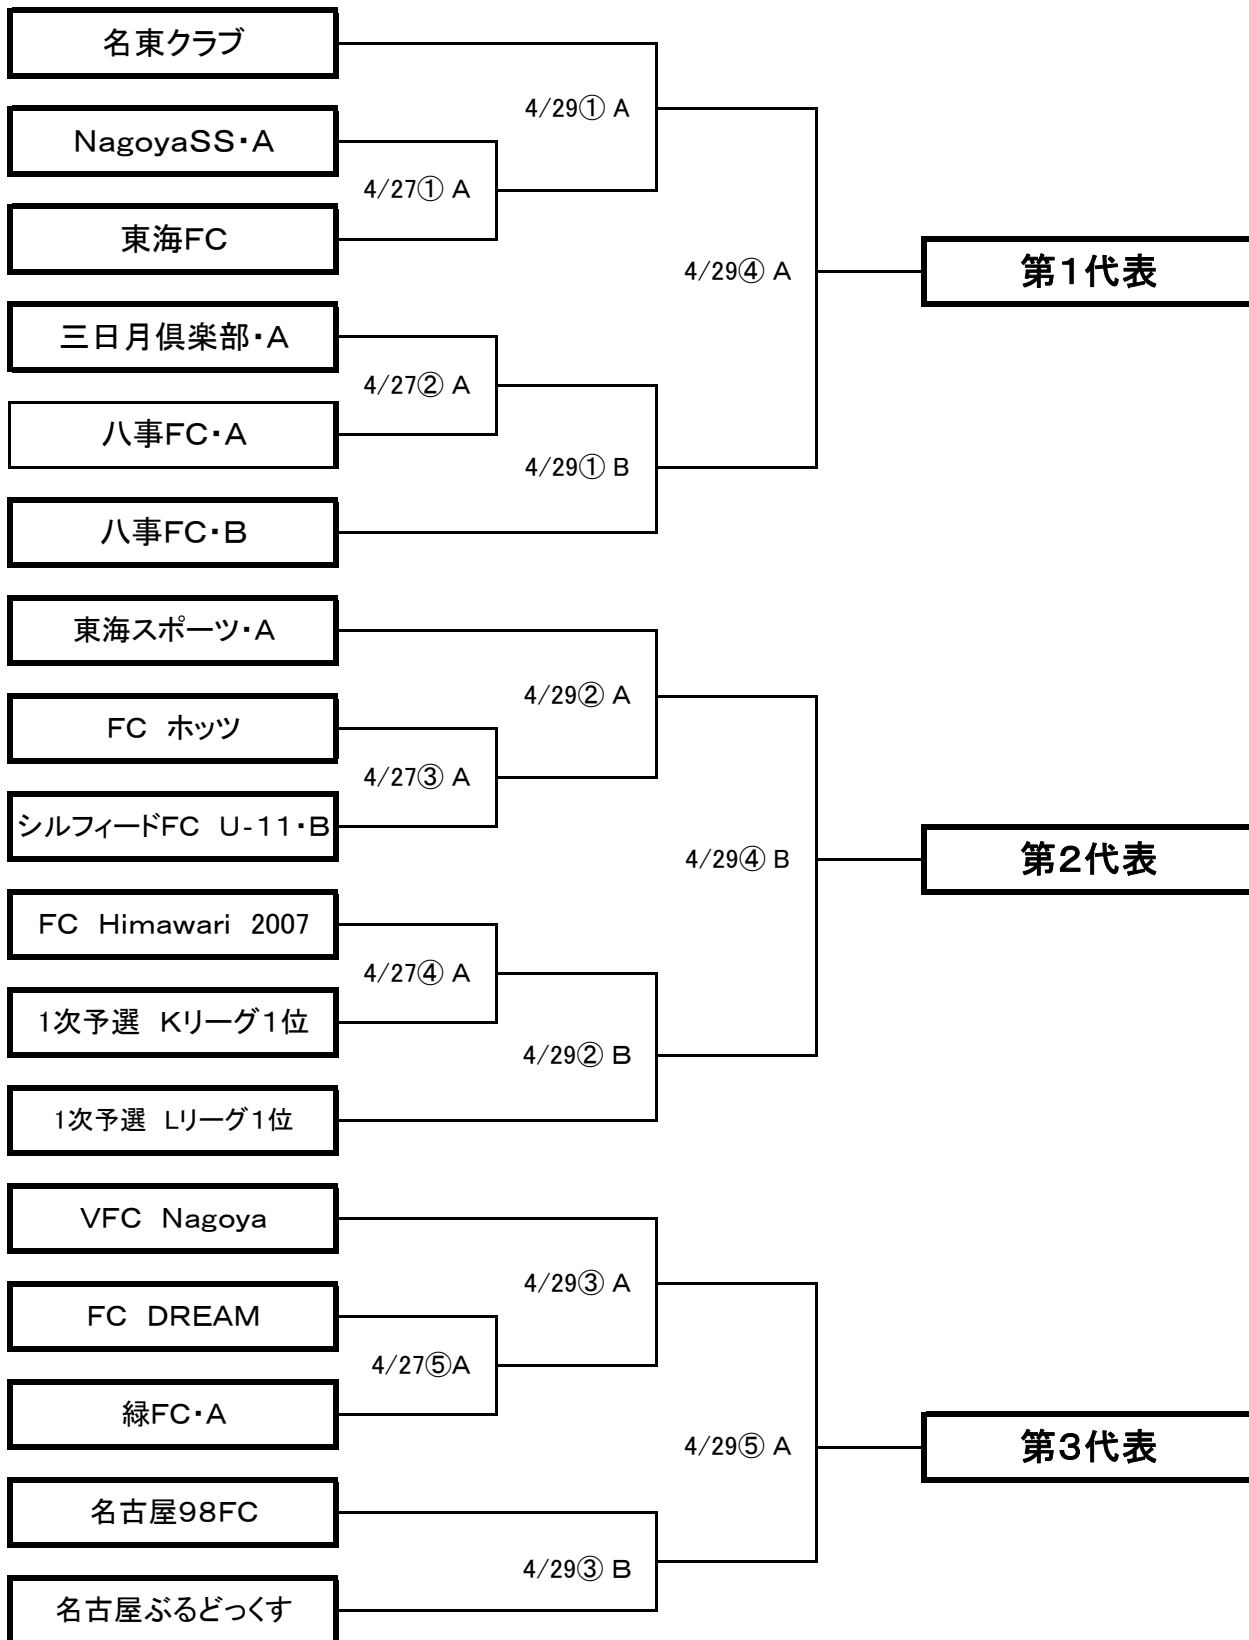 名東クラブ
4/29① A
NagoyaSS・A
4/27① A
東海FC
4/29④ A
第1代表
三日月倶楽部・A
4/27② A
八事FC・A
4/29① B
八事FC・B
東海スポーツ・A
4/29② A
FC ホッツ
4/27③ A
シルフィードFC U-11・B
4/29④ B
第2代表
FC Himawari 2007
4/27④ A
1次予選 Kリーグ1位
4/29② B
1次予選 Lリーグ1位
VFC Nagoya
4/29③ A
FC DREAM
4/27⑤A
緑FC・A
4/29⑤ A
第3代表
名古屋98FC
4/29③ B
名古屋ぶるどっくす